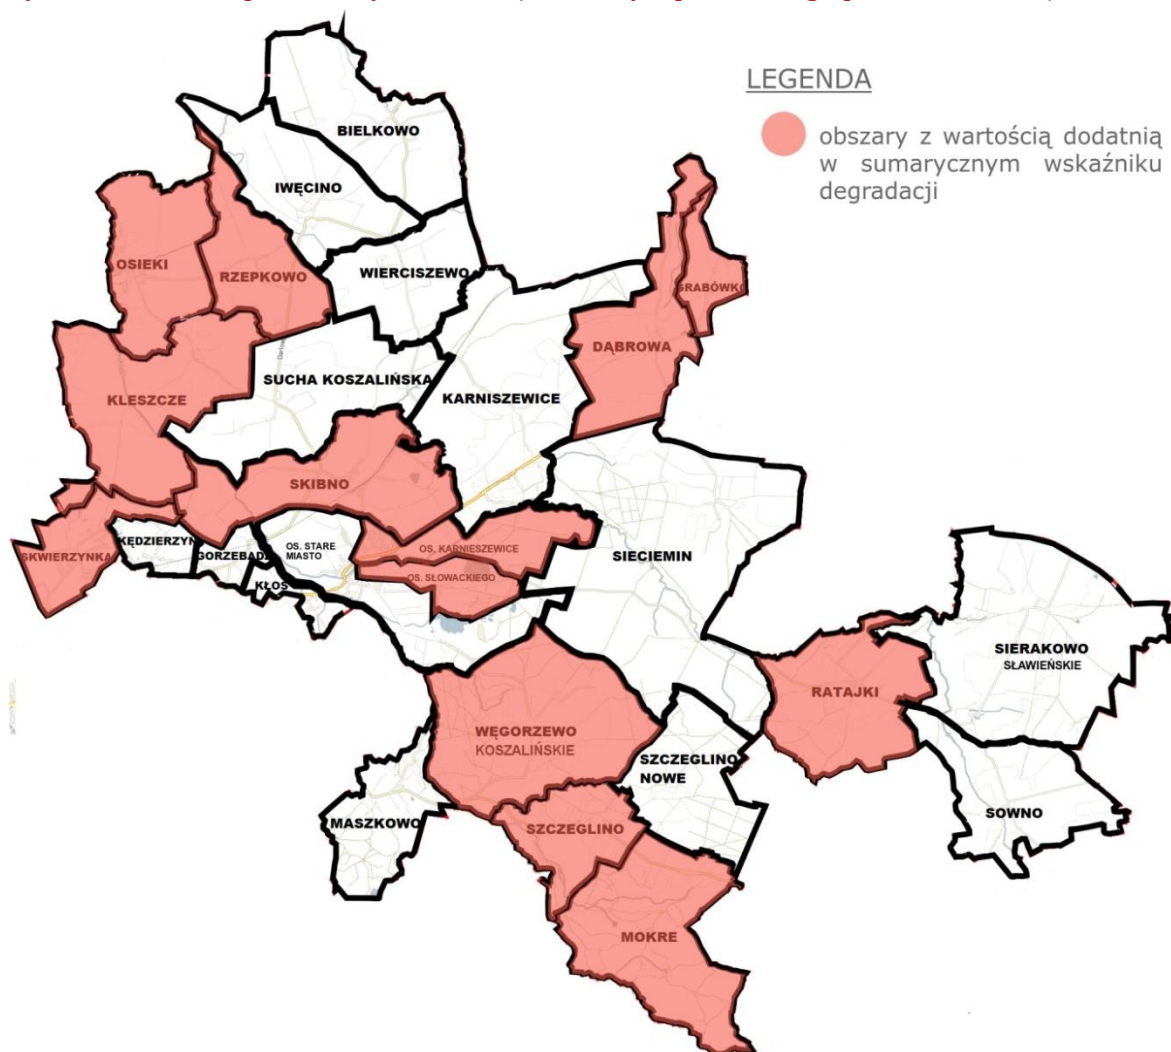 LEGENDA
obszary z wartością dodatnią
w sumarycznym wskaźniku
degradacji
BIELKOWO
IWĘCINO
OSIEKI
RZEPKOWO
WIERCISZEWO
GRABÓWKO
DĄBROWA
SUCHA KOSZALIŃSKA
KLESZCZE
KARNISZEWICE
SKIBNO
SKWIERZYNKA
KĘDZIERZYN
GORZEBĄDZ
OS. STARE
MIASTO
OS. KARNIESZEWICE
SIECIEMIN
OS. SŁOWACKIEGO
KŁOS
SIERAKOWO
SŁAWIEŃSKIE
RATAJKI
WĘGORZEWO
KOSZALIŃSKIE
SZCZEGLINO
NOWE
MASZKOWO
SZCZEGLINO
SOWNO
MOKRE